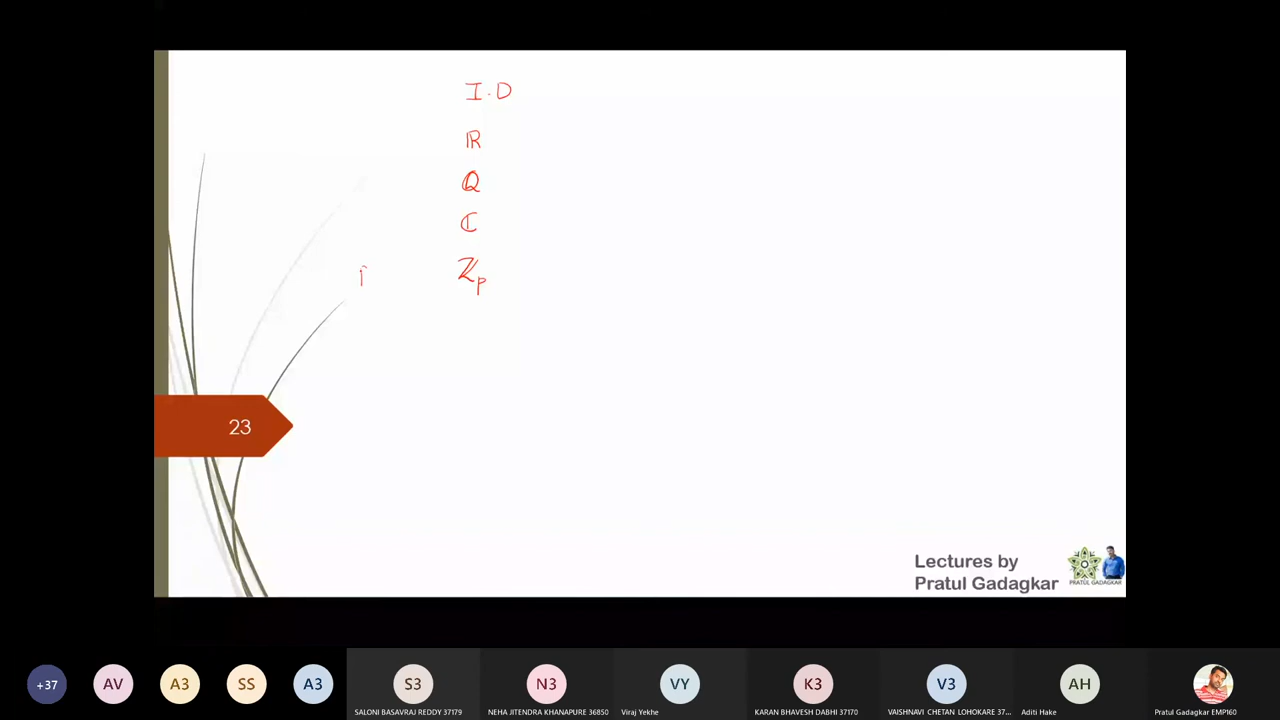 I.D
ℝ
ℚ
ℂ
ℤp
23
Lectures by
Pratul Gadagkar
PRATUL GADAGKAR
+37
AV
A3
SS
A3
S3
N3
VY
K3
V3
AH
SALONI BASAVRAJ REDDY 37179
NEHA JITENDRA KHANAPURE 36850
Viraj Yekhe
KARAN BHAVESH DABHI 37170
VAISHNAVI CHETAN LOHOKARE 37...
Aditi Hake
Pratul Gadagkar EMP160